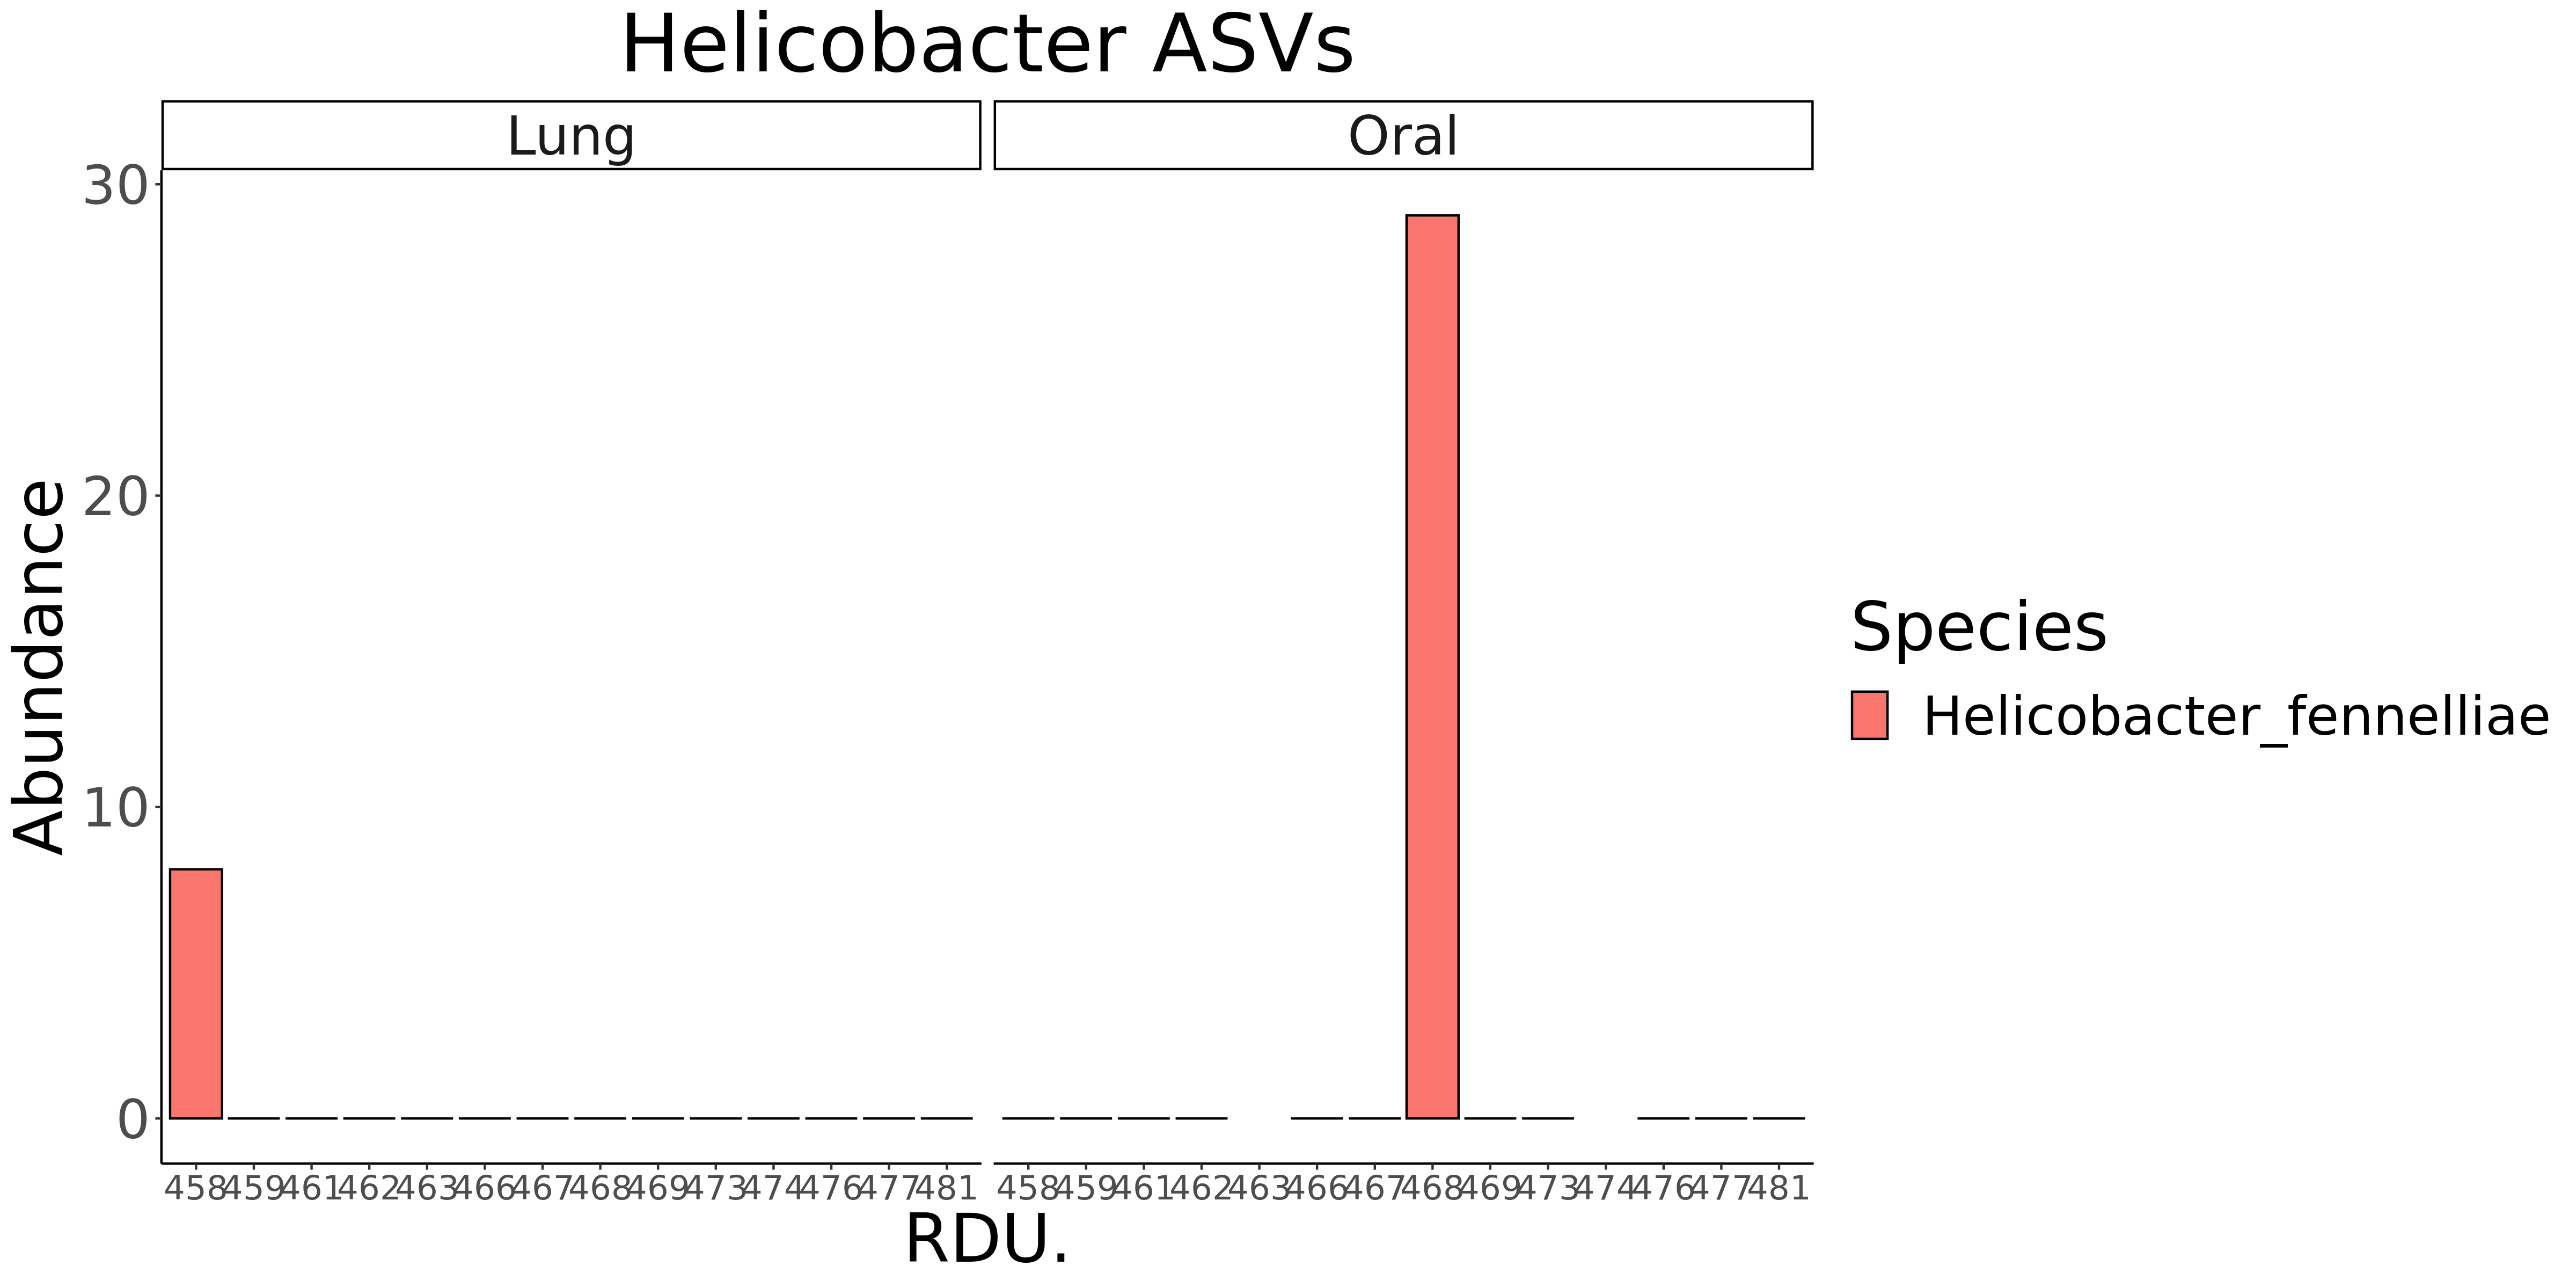 Helicobacter ASVs
Lung Oral
30
20
10
0
Abundance
458 459 461 462 463 466 467 468 469 473 474 476 477 481 458 459 461 462 463 466 467 468 469 473 474 476 477 481
RDU.
Species
Helicobacter_fennelliae